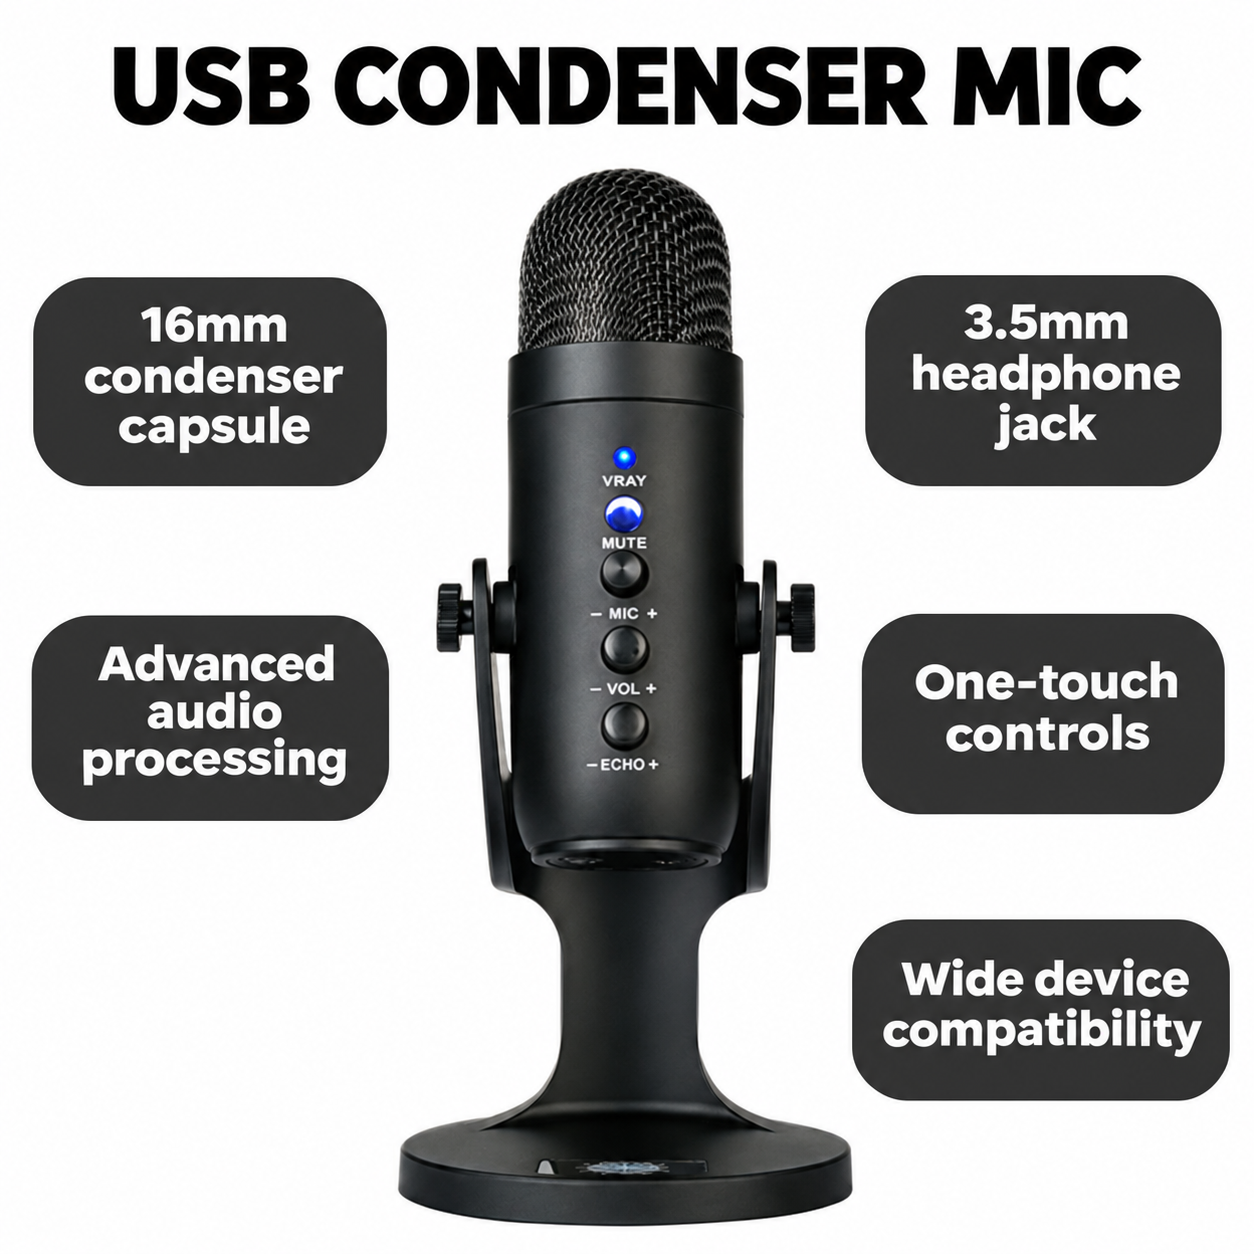 USB CONDENSER MIC
16mm
condenser
capsule
3.5mm
headphone
jack
VRAY
MUTE
– MIC +
– VOL +
–ECHO+
Advanced
audio
processing
One-touch
controls
Wide device
compatibility